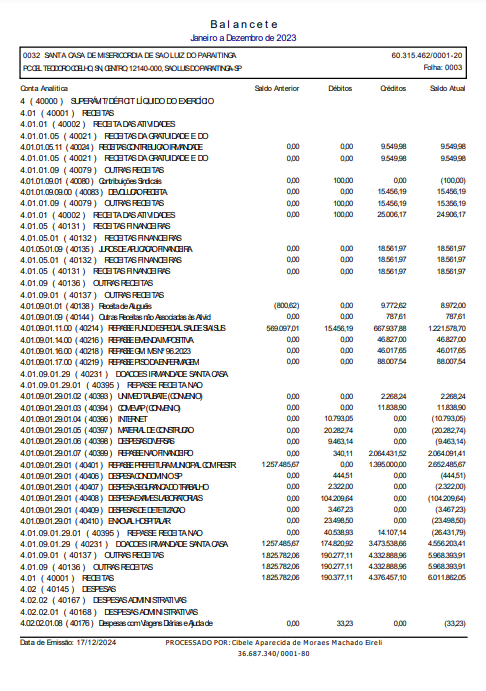 Balancete
Janeiro a Dezembro de 2023
0032 SANTA CASA DE MISERICORDIA DE SAO LUIZ DO PARAITINGA 60.315.462/0001-20
PC CEL TEODORO COELHO, SN, CENTRO, 12140-000, SAO LUIS DO PARAITINGA-SP Folha: 0003
Conta Analítica Saldo Anterior Débitos Créditos Saldo Atual
4 ( 40000 ) SUPERÁVIT/DÉFICIT LÍQUIDO DO EXERCÍCIO
4.01 ( 40001 ) RECEITAS
4.01.01 ( 40002 ) RECEITA DAS ATIVIDADES
4.01.01.05 ( 40021 ) RECEITAS DA GRATUIDADE E DO
4.01.01.05.11 ( 40024 ) RECEITAS CONTRIBUICAO IRMANDADE 0,00 0,00 9.549,98 9.549,98
4.01.01.05 ( 40021 ) RECEITAS DA GRATUIDADE E DO 0,00 0,00 9.549,98 9.549,98
4.01.01.09 ( 40079 ) OUTRAS RECEITAS
4.01.01.09.01 ( 40080 ) Contribuições Sindicais 0,00 100,00 0,00 (100,00)
4.01.01.09.09.00 ( 40083 ) DEVOLUCAO RECEITA 0,00 0,00 15.456,19 15.456,19
4.01.01.09 ( 40079 ) OUTRAS RECEITAS 0,00 100,00 15.456,19 15.356,19
4.01.01 ( 40002 ) RECEITA DAS ATIVIDADES 0,00 100,00 25.006,17 24.906,17
4.01.05 ( 40131 ) RECEITAS FINANCEIRAS
4.01.05.01 ( 40132 ) RECEITAS FINANCEIRAS
4.01.05.01.09 ( 40135 ) JUROS DE APLICACAO FINANCEIRA 0,00 0,00 18.561,97 18.561,97
4.01.05.01 ( 40132 ) RECEITAS FINANCEIRAS 0,00 0,00 18.561,97 18.561,97
4.01.05 ( 40131 ) RECEITAS FINANCEIRAS 0,00 0,00 18.561,97 18.561,97
4.01.09 ( 40136 ) OUTRAS RECEITAS
4.01.09.01 ( 40137 ) OUTRAS RECEITAS
4.01.09.01.01 ( 40138 ) Receita de Aluguéis (800,62) 0,00 9.772,62 8.972,00
4.01.09.01.09 ( 40144 ) Outras Receitas não Associadas às Ativid 0,00 0,00 787,61 787,61
4.01.09.01.11.00 ( 40214 ) REPASSE FUNDO ESPECIAL SAUDE SIA SUS 569.097,01 15.456,19 667.937,88 1.221.578,70
4.01.09.01.14.00 ( 40216 ) REPASSE EMENDA IMPOSITIVA 0,00 0,00 46.827,00 46.827,00
4.01.09.01.16.00 ( 40218 ) REPASSE GM MS Nº 96.2023 0,00 0,00 46.017,65 46.017,65
4.01.09.01.17.00 ( 40219 ) REPASSE PISO DA ENFERMAGEM 0,00 0,00 88.007,54 88.007,54
4.01.09.01.29 ( 40231 ) DOACOES IRMANDADE SANTA CASA
4.01.09.01.29.01 ( 40395 ) REPASSE RECEITA NAO
4.01.09.01.29.01.02 ( 40393 ) UNIMED TAUBATE (CONVENIO) 0,00 0,00 2.268,24 2.268,24
4.01.09.01.29.01.03 ( 40394 ) COMEVAP (CONVENIO) 0,00 0,00 11.838,90 11.838,90
4.01.09.01.29.01.04 ( 40396 ) INTERNET 0,00 10.793,05 0,00 (10.793,05)
4.01.09.01.29.01.05 ( 40397 ) MATERIAL DE CONSTRUCAO 0,00 20.282,74 0,00 (20.282,74)
4.01.09.01.29.01.06 ( 40398 ) DESPESAS DIVERSAS 0,00 9.463,14 0,00 (9.463,14)
4.01.09.01.29.01.07 ( 40399 ) REPASSE NAO FINANCEIRO 0,00 340,11 2.064.431,52 2.064.091,41
4.01.09.01.29.01 ( 40401 ) REPASSE PREFEITURA MUNICIPAL COM RESTR 1.257.485,67 0,00 1.395.000,00 2.652.485,67
4.01.09.01.29.01 ( 40406 ) DESPESA CONDOMINIO SP 0,00 444,51 0,00 (444,51)
4.01.09.01.29.01 ( 40407 ) DESPESA SEGURANCA DO TRABALHO 0,00 2.322,00 0,00 (2.322,00)
4.01.09.01.29.01 ( 40408 ) DESPESA EXAMES LABORATORIAIS 0,00 104.209,64 0,00 (104.209,64)
4.01.09.01.29.01 ( 40409 ) DESPESAS DE DETETIZACAO 0,00 3.467,23 0,00 (3.467,23)
4.01.09.01.29.01 ( 40410 ) ENXOVAL HOSPITALAR 0,00 23.498,50 0,00 (23.498,50)
4.01.09.01.29.01 ( 40395 ) REPASSE RECEITA NAO 0,00 40.538,93 14.107,14 (26.431,79)
4.01.09.01.29 ( 40231 ) DOACOES IRMANDADE SANTA CASA 1.257.485,67 174.820,92 3.473.538,66 4.556.203,41
4.01.09.01 ( 40137 ) OUTRAS RECEITAS 1.825.782,06 190.277,11 4.332.888,96 5.968.393,91
4.01.09 ( 40136 ) OUTRAS RECEITAS 1.825.782,06 190.277,11 4.332.888,96 5.968.393,91
4.01 ( 40001 ) RECEITAS 1.825.782,06 190.377,11 4.376.457,10 6.011.862,05
4.02 ( 40145 ) DESPESAS
4.02.02 ( 40167 ) DESPESAS ADMINISTRATIVAS
4.02.02.01 ( 40168 ) DESPESAS ADMINISTRATIVAS
4.02.02.01.08 ( 40176 ) Despesas com Viagens Diárias e Ajuda de 0,00 33,23 0,00 (33,23)
Data de Emissão: 17/12/2024 PROCESSADO POR: Cibele Aparecida de Moraes Machado Eireli
36.687.340/0001-80